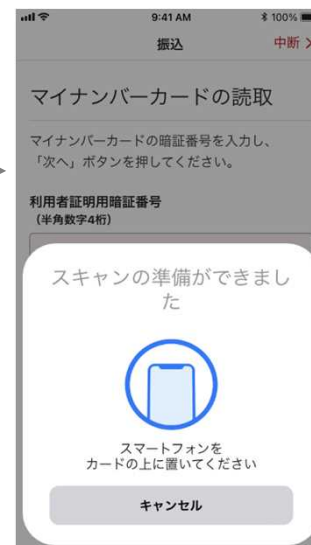 9:41 AM
100%
振込
中断
マイナンバーカードの読取
マイナンバーカードの暗証番号を入力し、
「次へ」ボタンを押してください。
利用者証明用暗証番号
（半角数字4桁）
スキャンの準備ができまし
た
スマートフォンを
カードの上に置いてください
キャンセル